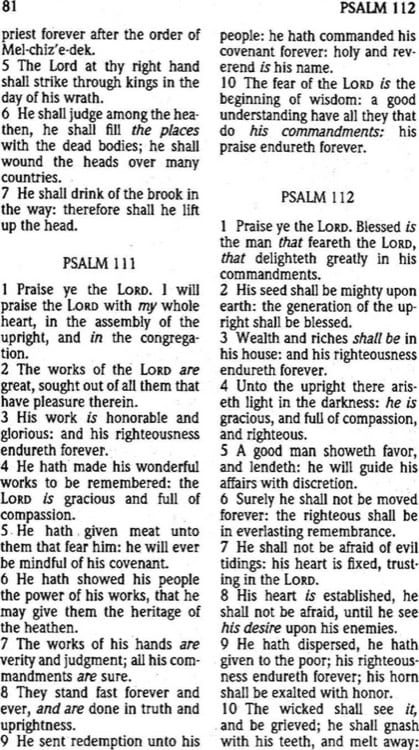 81
PSALM 112
priest forever after the order of
Mel-chiz′e-dek.
5 The Lord at thy right hand
shall strike through kings in the
day of his wrath.
6 He shall judge among the hea-
then, he shall fill the places
with the dead bodies; he shall
wound the heads over many
countries.
7 He shall drink of the brook in
the way: therefore shall he lift
up the head.
PSALM 111
1 Praise ye the LORD. I will
praise the LORD with my whole
heart, in the assembly of the
upright, and in the congrega-
tion.
2 The works of the LORD are
great, sought out of all them that
have pleasure therein.
3 His work is honorable and
glorious: and his righteousness
endureth forever.
4 He hath made his wonderful
works to be remembered: the
LORD is gracious and full of
compassion.
5 He hath given meat unto
them that fear him: he will ever
be mindful of his covenant.
6 He hath showed his people
the power of his works, that he
may give them the heritage of
the heathen.
7 The works of his hands are
verity and judgment; all his com-
mandments are sure.
8 They stand fast forever and
ever, and are done in truth and
uprightness.
9 He sent redemption unto his
people: he hath commanded his
covenant forever: holy and rev-
erend is his name.
10 The fear of the LORD is the
beginning of wisdom: a good
understanding have all they that
do his commandments: his
praise endureth forever.
PSALM 112
1 Praise ye the LORD. Blessed is
the man that feareth the LORD,
that delighteth greatly in his
commandments.
2 His seed shall be mighty upon
earth: the generation of the up-
right shall be blessed.
3 Wealth and riches shall be in
his house: and his righteousness
endureth forever.
4 Unto the upright there aris-
eth light in the darkness: he is
gracious, and full of compassion,
and righteous.
5 A good man showeth favor,
and lendeth: he will guide his
affairs with discretion.
6 Surely he shall not be moved
forever: the righteous shall be
in everlasting remembrance.
7 He shall not be afraid of evil
tidings: his heart is fixed, trust-
ing in the LORD.
8 His heart is established, he
shall not be afraid, until he see
his desire upon his enemies.
9 He hath dispersed, he hath
given to the poor; his righteous-
ness endureth forever; his horn
shall be exalted with honor.
10 The wicked shall see it,
and be grieved; he shall gnash
with his teeth, and melt away: